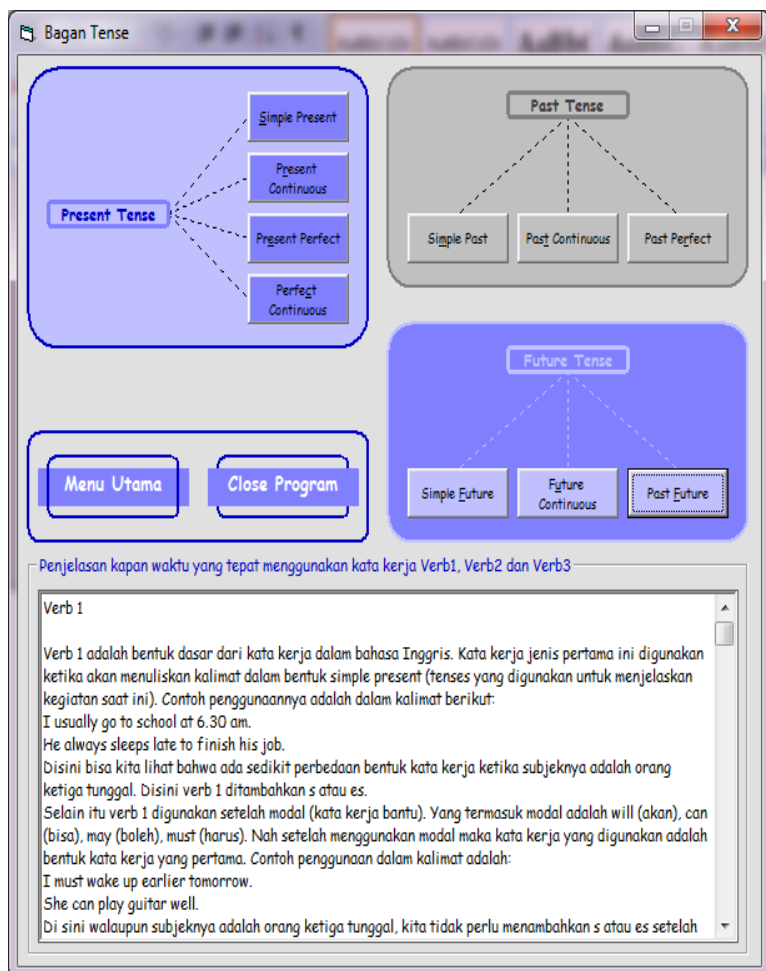 Bagan Tense
Present Tense
Simple Present
Present
Continuous
Present Perfect
Perfect
Continuous
Past Tense
Simple Past
Past Continuous
Past Perfect
Future Tense
Simple Future
Future
Continuous
Past Future
Menu Utama
Close Program
Penjelasan kapan waktu yang tepat menggunakan kata kerja Verb1, Verb2 dan Verb3
Verb 1
Verb 1 adalah bentuk dasar dari kata kerja dalam bahasa Inggris. Kata kerja jenis pertama ini digunakan
ketika akan menuliskan kalimat dalam bentuk simple present (tenses yang digunakan untuk menjelaskan
kegiatan saat ini). Contoh penggunaannya adalah dalam kalimat berikut:
I usually go to school at 6.30 am.
He always sleeps late to finish his job.
Disini bisa kita lihat bahwa ada sedikit perbedaan bentuk kata kerja ketika subjeknya adalah orang
ketiga tunggal. Disini verb 1 ditambahkan s atau es.
Selain itu verb 1 digunakan setelah modal (kata kerja bantu). Yang termasuk modal adalah will (akan), can
(bisa), may (boleh), must (harus). Nah setelah menggunakan modal maka kata kerja yang digunakan adalah
bentuk kata kerja yang pertama. Contoh penggunaan dalam kalimat adalah:
I must wake up earlier tomorrow.
She can play guitar well.
Di sini walaupun subjeknya adalah orang ketiga tunggal, kita tidak perlu menambahkan s atau es setelah